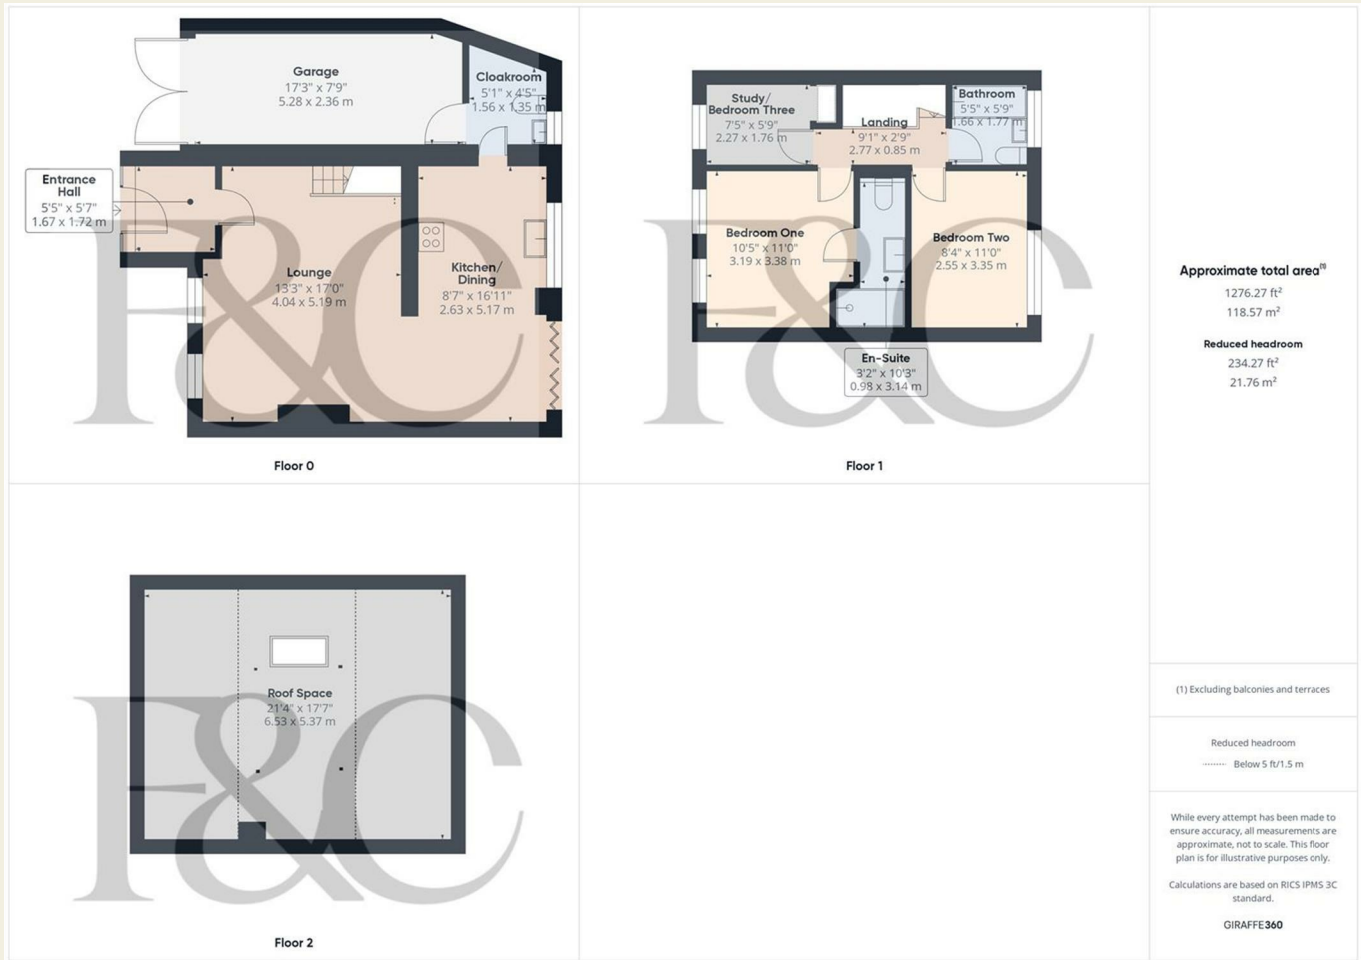 Garage
17'3" x 7'9"
5.28 x 2.36 m
Cloakroom
5'1" x 4'5"
1.56 x 1.35 m
Entrance
Hall
5'5" x 5'7"
1.67 x 1.72 m
Lounge
13'3" x 17'0"
4.04 x 5.19 m
Kitchen/
Dining
8'7" x 16'11"
2.63 x 5.17 m
F&C
Floor 0
Study/
Bedroom Three
7'5" x 5'9"
2.27 x 1.76 m
Landing
9'1" x 2'9"
2.77 x 0.85 m
Bathroom
5'5" x 5'9"
1.66 x 1.77 m
Bedroom One
10'5" x 11'0"
3.19 x 3.38 m
Bedroom Two
8'4" x 11'0"
2.55 x 3.35 m
En-Suite
3'2" x 10'3"
0.98 x 3.14 m
F&C
Floor 1
Roof Space
21'4" x 17'7"
6.53 x 5.37 m
F&C
Floor 2
Approximate total area(1)
1276.27 ft²
118.57 m²
Reduced headroom
234.27 ft²
21.76 m²
(1) Excluding balconies and terraces
Reduced headroom
Below 5 ft/1.5 m
While every attempt has been made to
ensure accuracy, all measurements are
approximate, not to scale. This floor
plan is for illustrative purposes only.
Calculations are based on RICS IPMS 3C
standard.
GIRAFFE360